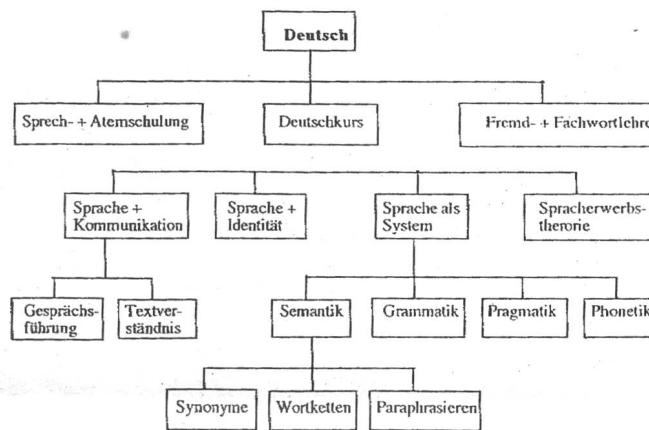 Deutsch
Sprech- + Atemschulung
Deutschkurs
Fremd- + Fachwortlehre
Sprache +
Kommunikation
Sprache +
Identität
Sprache als
System
Spracherwerbs-
therorie
Gesprächs-
führung
Textver-
ständnis
Semantik
Grammatik
Pragmatik
Phonetik
Synonyme
Wortketten
Paraphrasieren